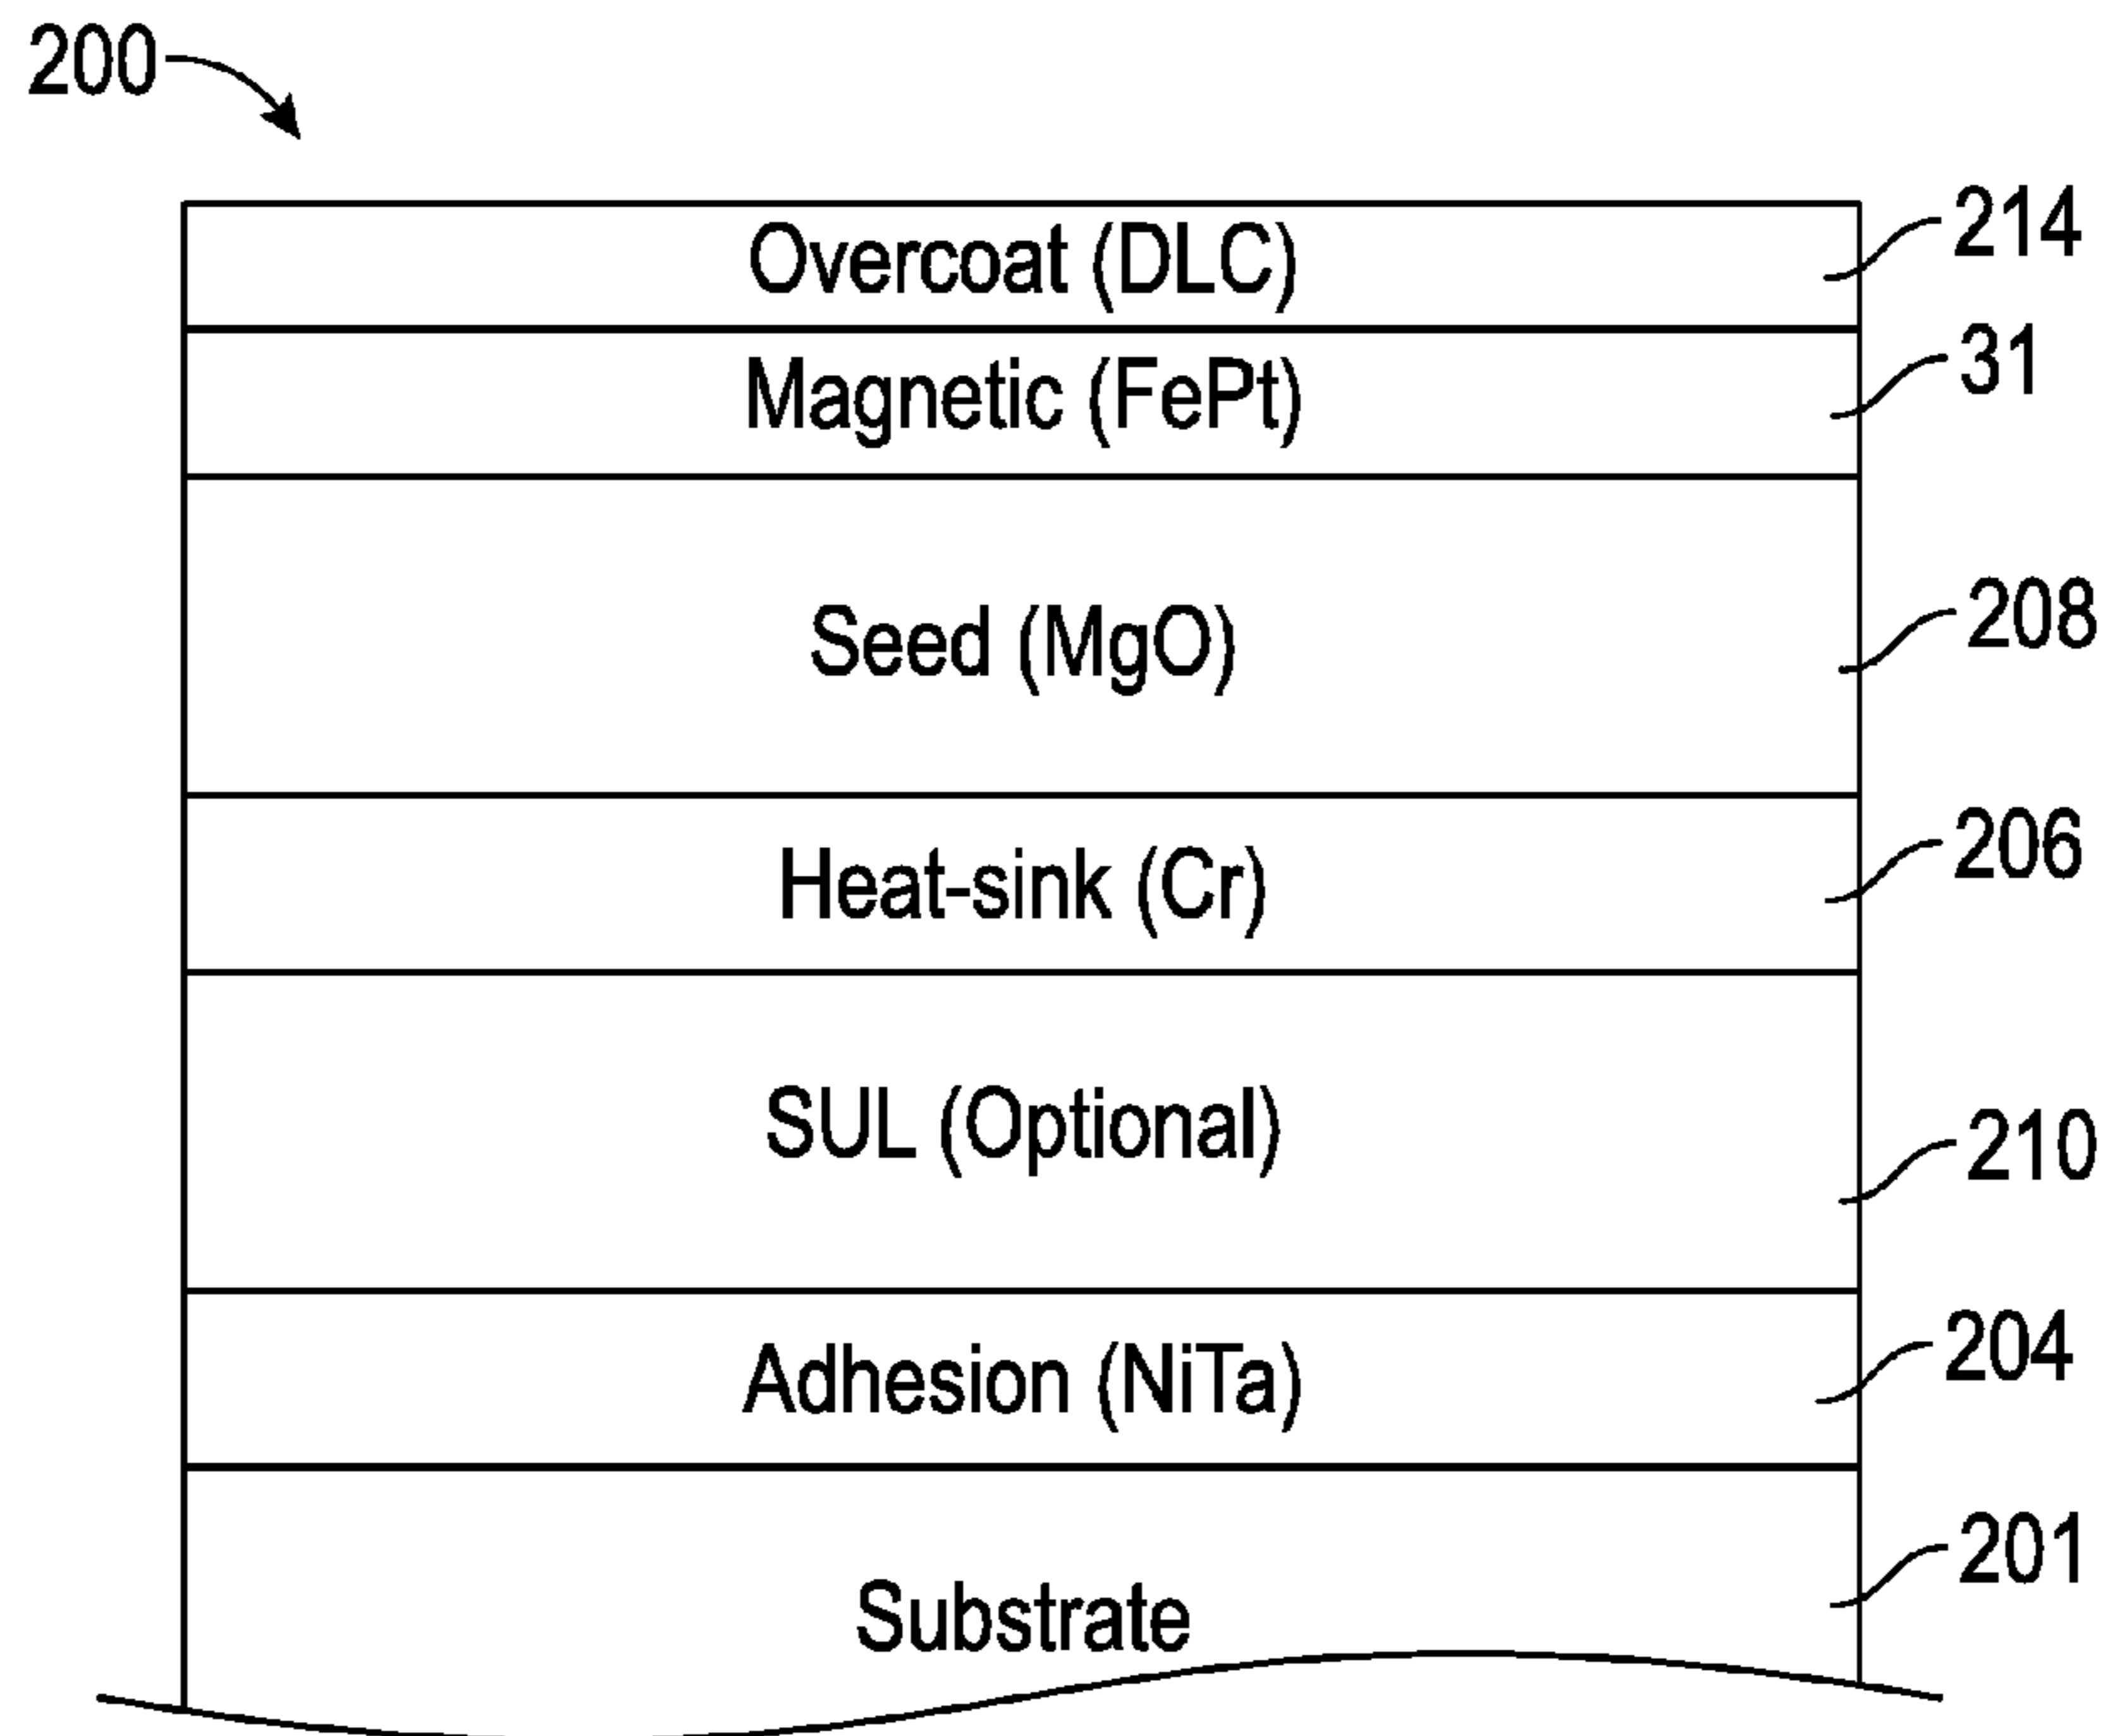 200
Overcoat (DLC)
214
Magnetic (FePt)
31
Seed (MgO)
208
Heat-sink (Cr)
206
SUL (Optional)
210
Adhesion (NiTa)
204
Substrate
201